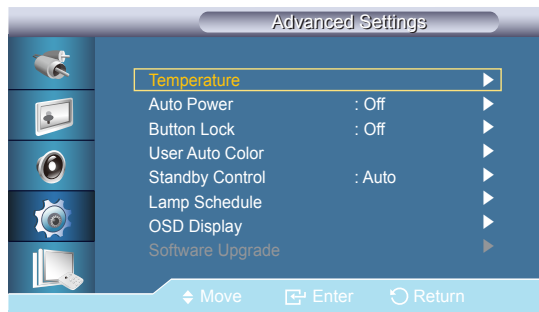 Advanced Settings
Temperature
Auto Power : Off
Button Lock : Off
User Auto Color
Standby Control : Auto
Lamp Schedule
OSD Display
Software Upgrade
Move Enter Return